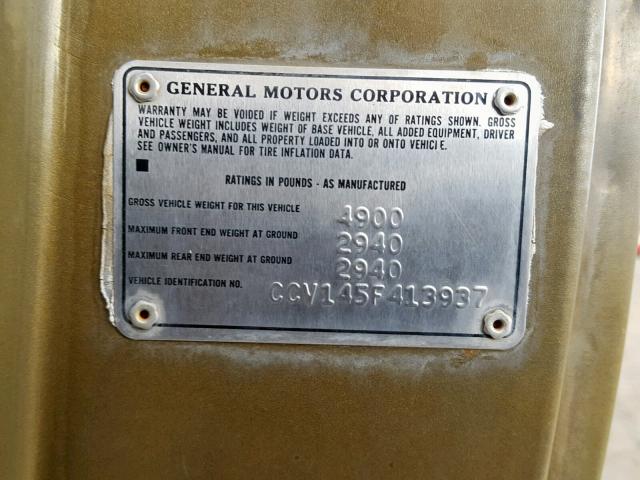 GENERAL MOTORS CORPORATION
WARRANTY MAY BE VOIDED IF WEIGHT EXCEEDS ANY OF RATINGS SHOWN. GROSS
VEHICLE WEIGHT INCLUDES WEIGHT OF BASE VEHICLE, ALL ADDED EQUIPMENT, DRIVER
AND PASSENGERS, AND ALL PROPERTY LOADED INTO OR ONTO VEHICLE.
SEE OWNER'S MANUAL FOR TIRE INFLATION DATA.
RATINGS IN POUNDS - AS MANUFACTURED
GROSS VEHICLE WEIGHT FOR THIS VEHICLE 4900
MAXIMUM FRONT END WEIGHT AT GROUND 2940
MAXIMUM REAR END WEIGHT AT GROUND 2940
VEHICLE IDENTIFICATION NO. CCV145F413937